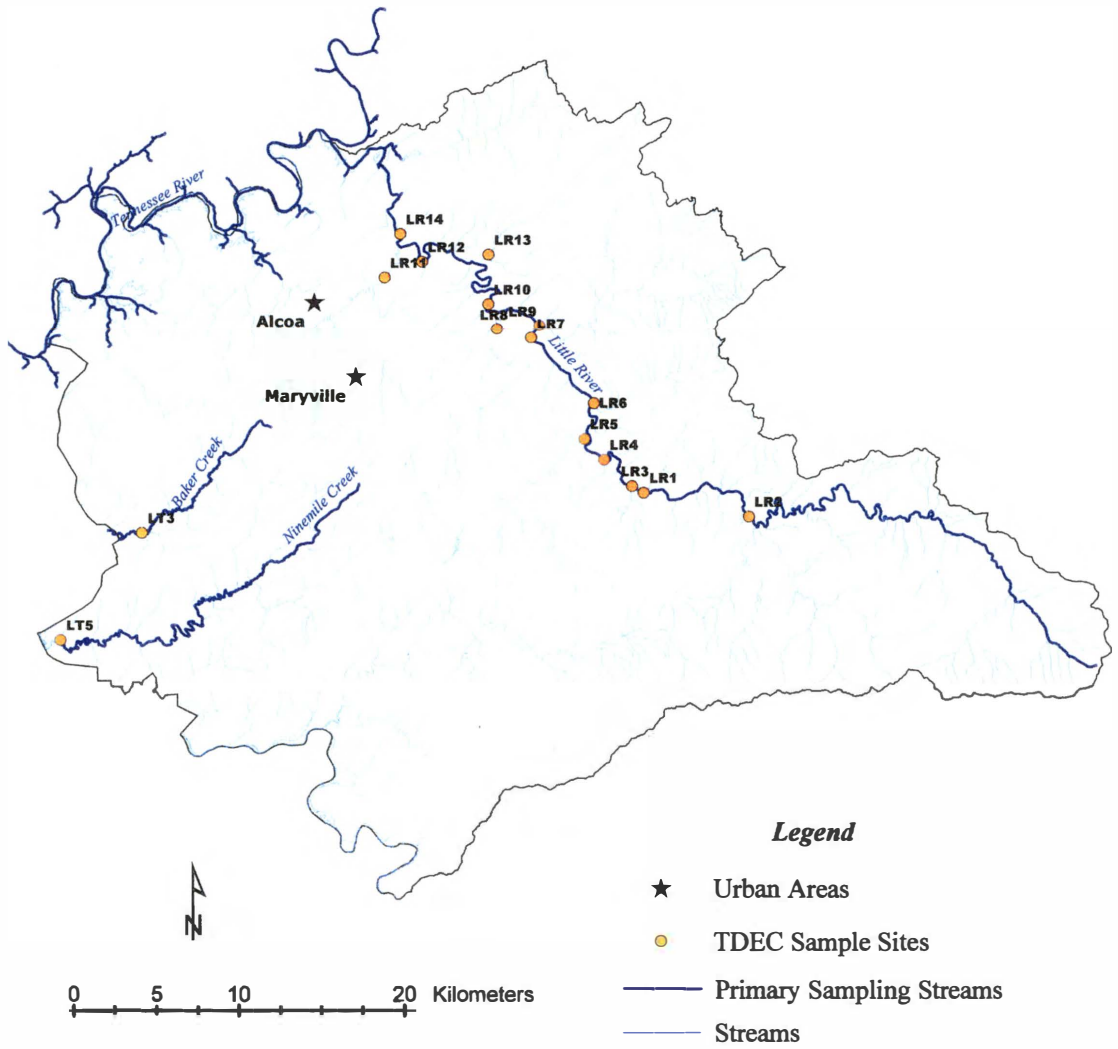 Tennessee River
LR14
LR12
LR13
LR11
LR10
LR9
LR8
LR7
Alcoa
Little River
Maryville
LR6
LR5
LR4
Baker Creek
LR3
LR1
Ninemile Creek
LT3
LT5
Legend
N
Urban Areas
TDEC Sample Sites
0 5 10 20 Kilometers
Primary Sampling Streams
Streams